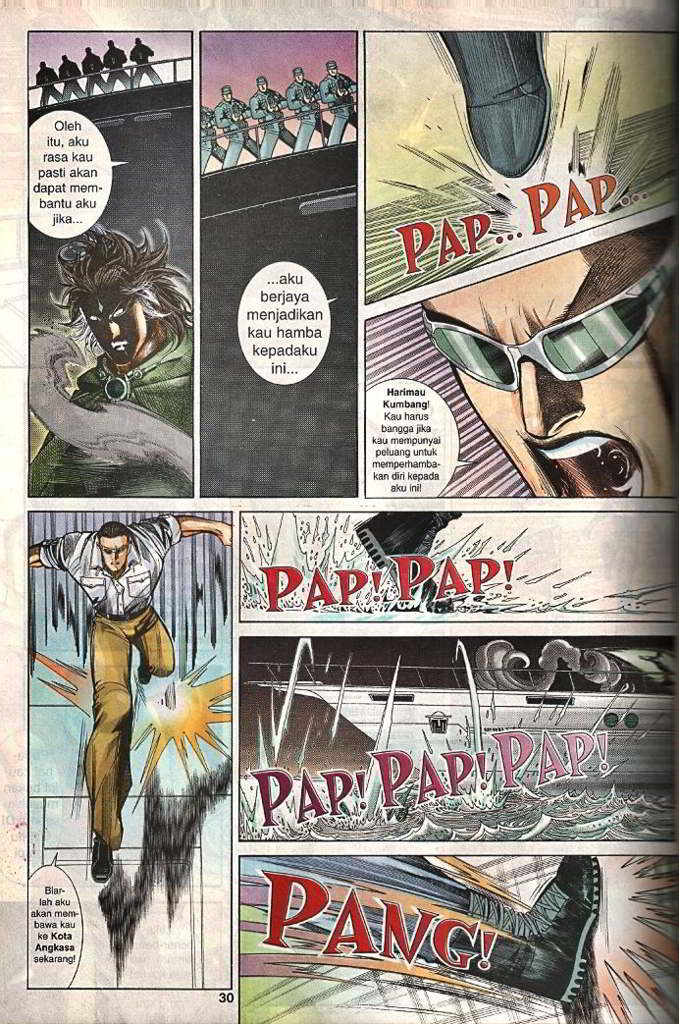 Oleh
itu, aku
rasa kau
pasti akan
dapat mem-
bantu aku
jika...
...aku
berjaya
menjadikan
kau hamba
kepadaku
ini...
PAP... PAP...
Harimau
Kumbang!
Kau harus
bangga jika
kau mempunyai
peluang untuk
memperhamba-
kan diri kepada
aku ini!
Biar-
lah aku
akan mem-
bawa kau
ke Kota
Angkasa
sekarang!
PAP! PAP!
PAP! PAP! PAP!
PANG!
30